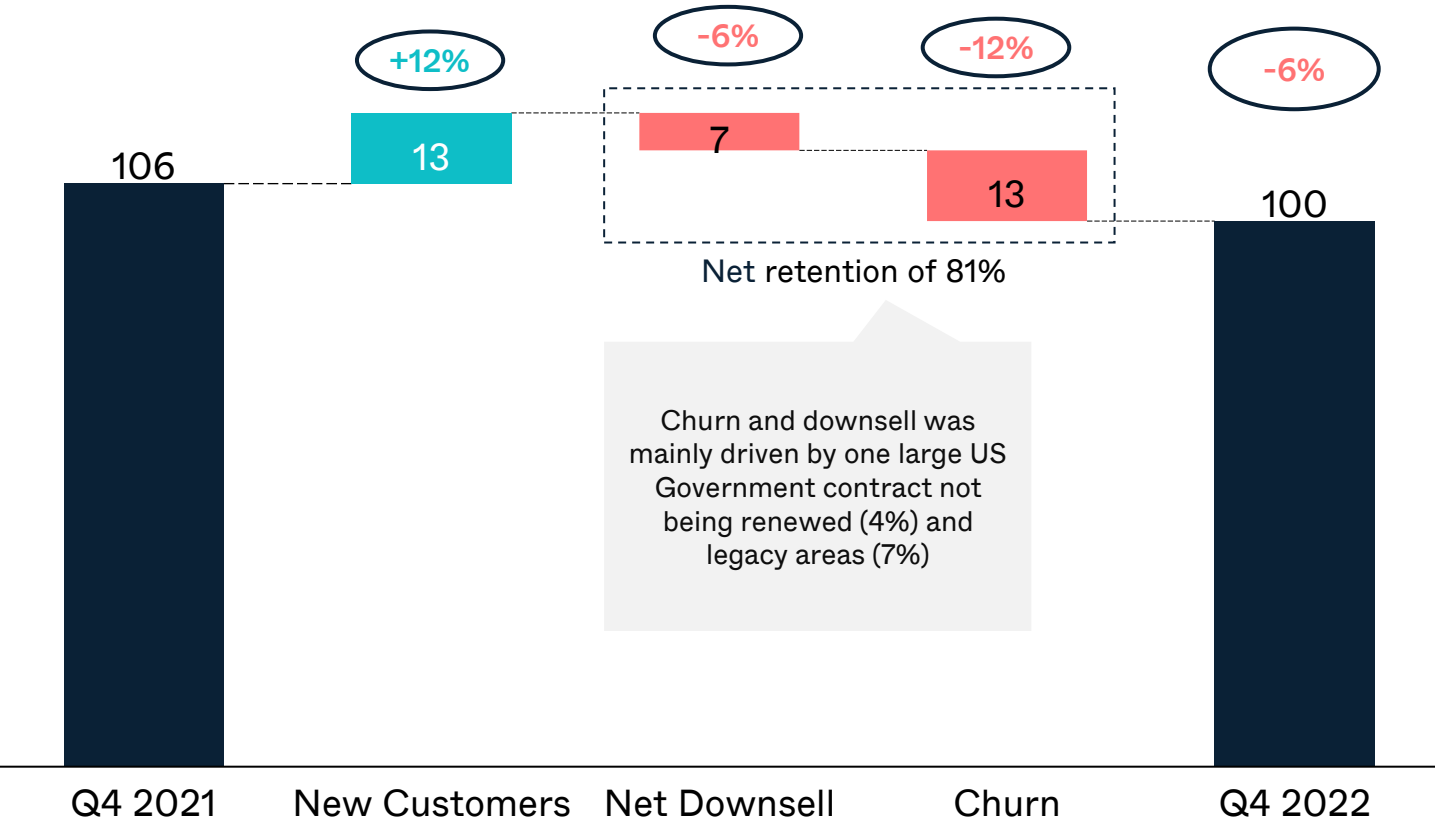 +12%
-6%
-12%
-6%
106
13
7
13
100
Net retention of 81%
Churn and downsell was
mainly driven by one large US
Government contract not
being renewed (4%) and
legacy areas (7%)
Q4 2021
New Customers
Net Downsell
Churn
Q4 2022